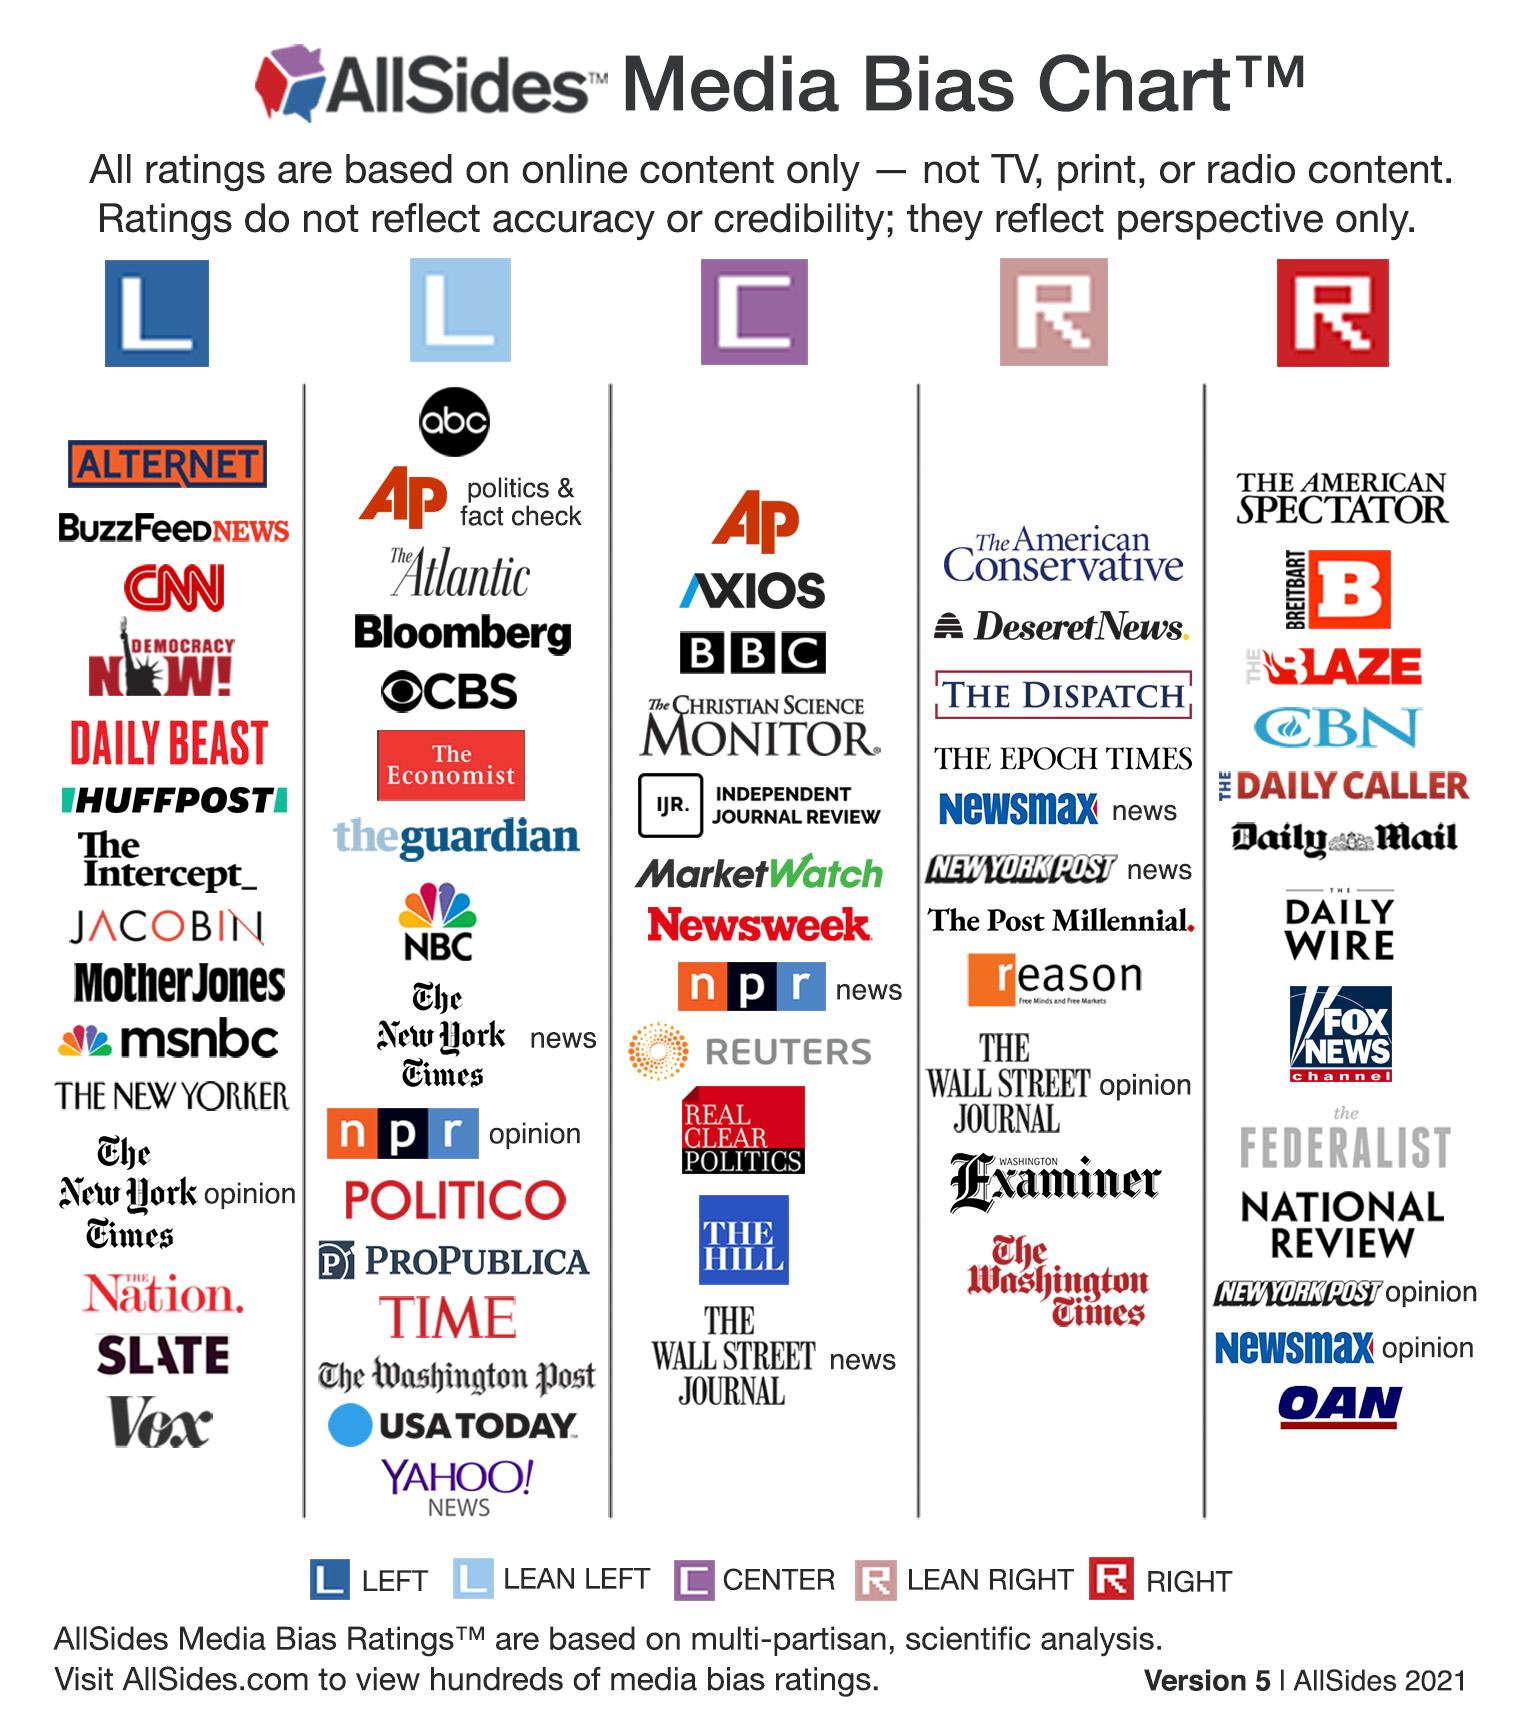 AllSides™ Media Bias Chart™
All ratings are based on online content only — not TV, print, or radio content.
Ratings do not reflect accuracy or credibility; they reflect perspective only.
L L C R R
ALTERNET
BUZZFEED NEWS
CNN
DEMOCRACY
NOW!
DAILY BEAST
HUFFPOST
The
Intercept_
JACOBIN
Mother Jones
msnbc
THE NEW YORKER
The
New York opinion
Times
THE
Nation.
SLATE
Vox
abc
AP politics &
fact check
The
Atlantic
Bloomberg
CBS
The
Economist
theguardian
NBC
The
New York news
Times
npr opinion
POLITICO
P PROPUBLICA
TIME
The Washington Post
USA TODAY
YAHOO!
NEWS
AP
AXIOS
BBC
The CHRISTIAN SCIENCE
MONITOR®
IJR. INDEPENDENT
JOURNAL REVIEW
MarketWatch
Newsweek
npr news
REUTERS
REAL
CLEAR
POLITICS
THE
HILL
THE
WALL STREET news
JOURNAL
The American
Conservative
Deseret News.
THE DISPATCH
THE EPOCH TIMES
Newsmax news
NEW YORK POST news
The Post Millennial.
reason
Free Minds and Free Markets
THE
WALL STREET opinion
JOURNAL
WASHINGTON
Examiner
The
Washington
Times
THE AMERICAN
SPECTATOR
BREITBART B
THE BLAZE
CBN
THE DAILY CALLER
Daily Mail
THE
DAILY
WIRE
FOX
NEWS
channel
the
FEDERALIST
NATIONAL
REVIEW
NEW YORK POST opinion
Newsmax opinion
OAN
L LEFT L LEAN LEFT C CENTER R LEAN RIGHT R RIGHT
AllSides Media Bias Ratings™ are based on multi-partisan, scientific analysis.
Visit AllSides.com to view hundreds of media bias ratings.
Version 5 | AllSides 2021